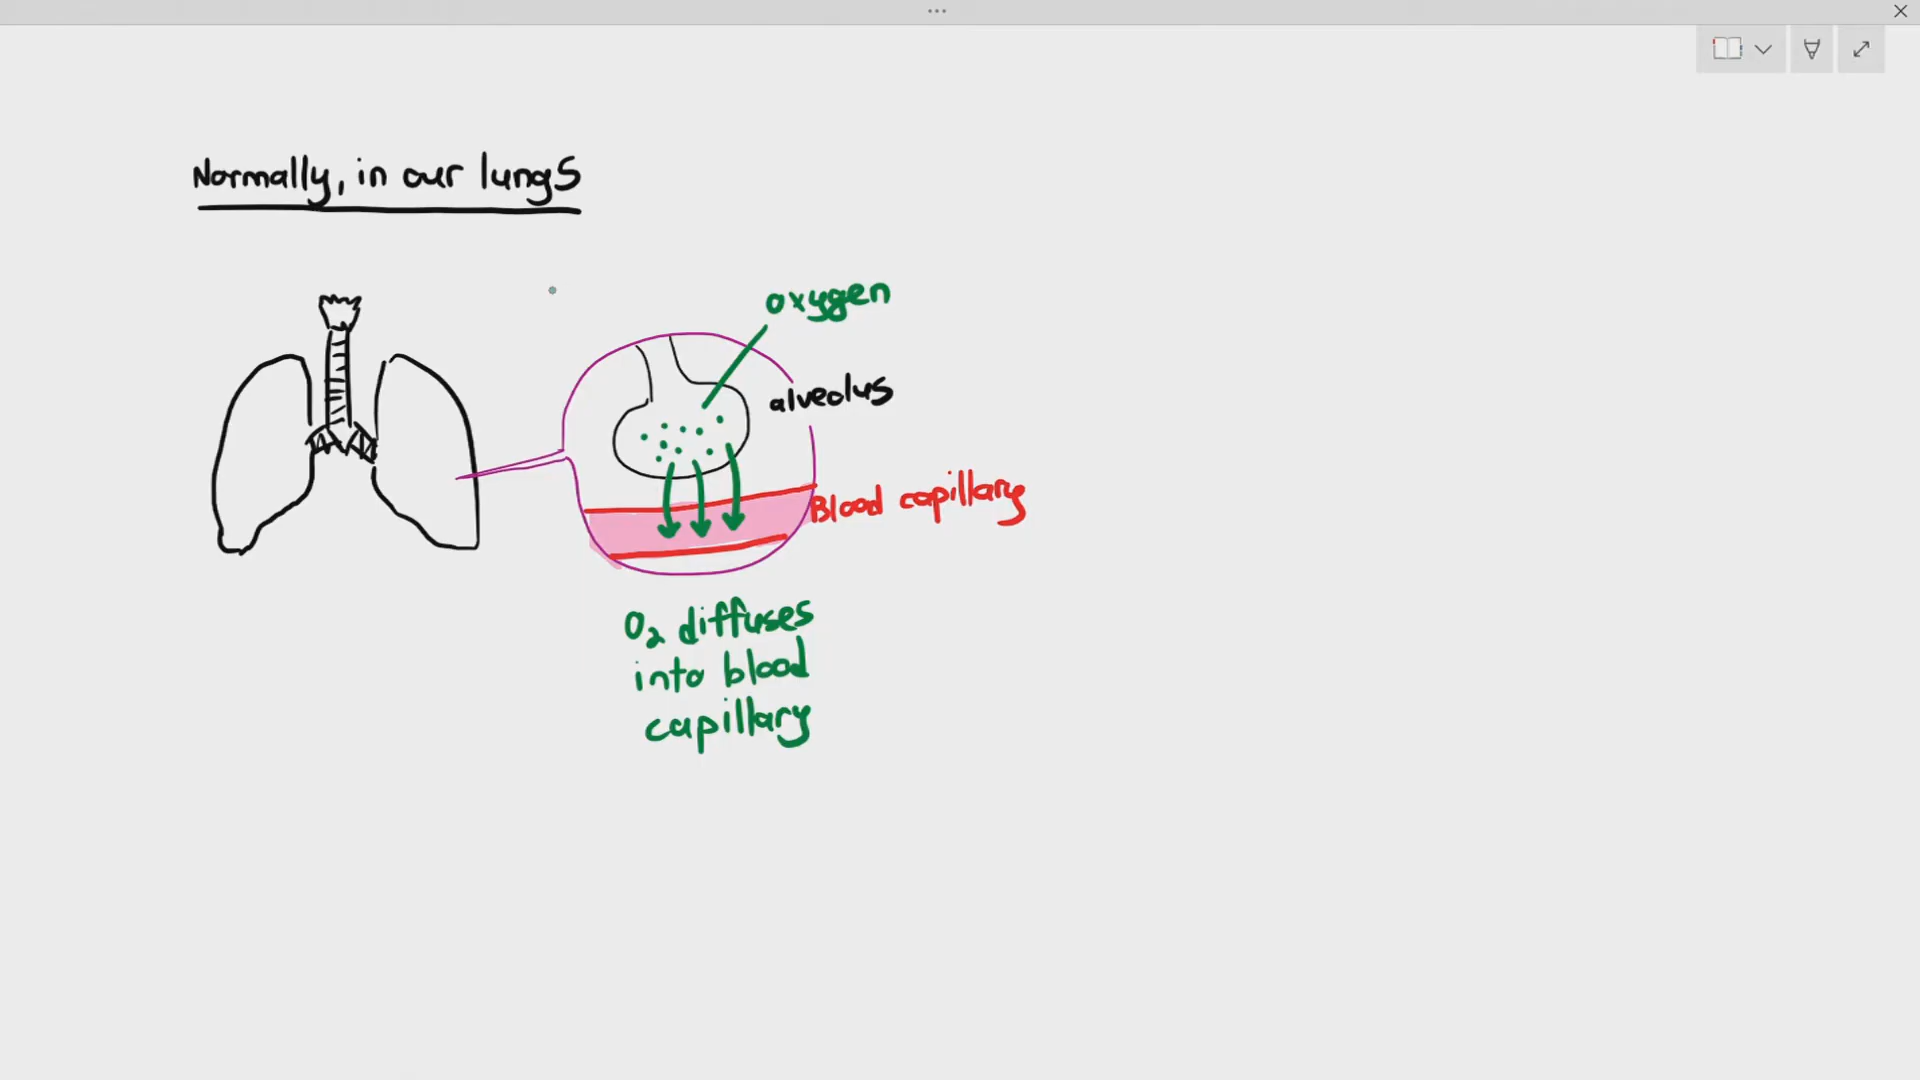 Normally, in our lungs
oxygen
alveolus
Blood capillary
O₂ diffuses
into blood
capillary